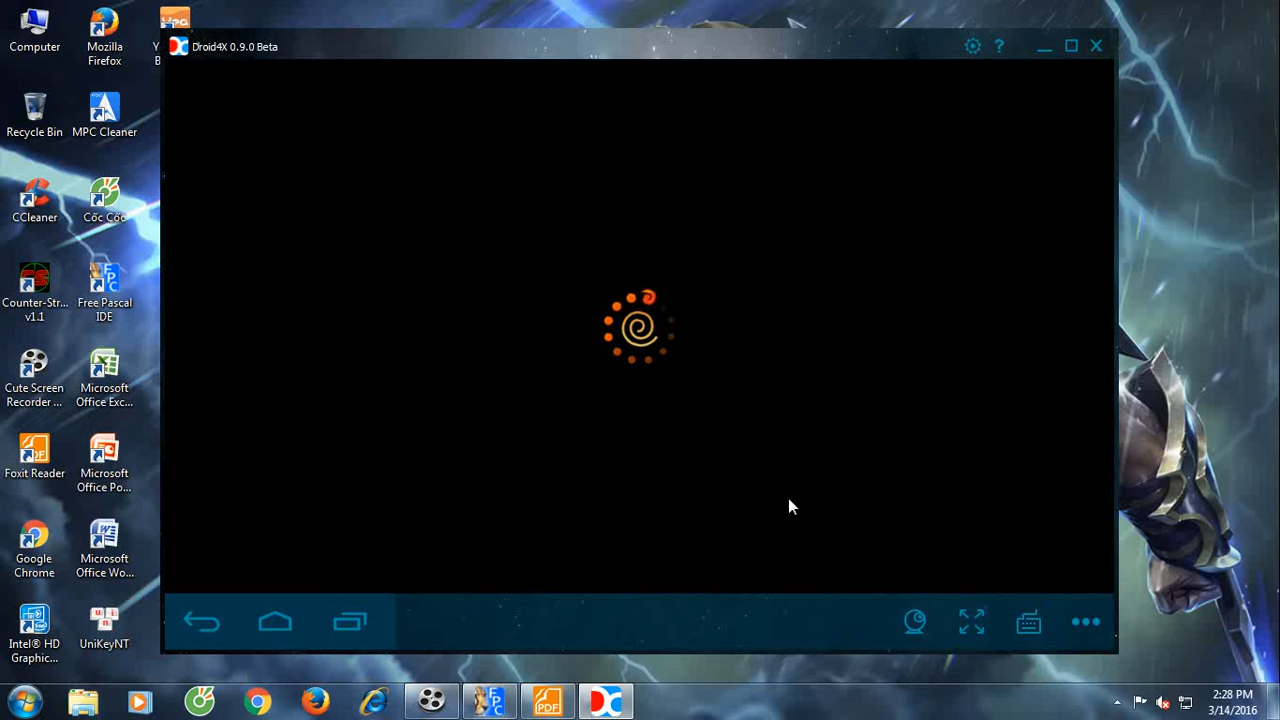 Droid4X 0.9.0 Beta
Computer
Mozilla
Firefox
Recycle Bin
MPC Cleaner
CCleaner
Cốc Cốc
Counter-Str...
v1.1
Free Pascal
IDE
Cute Screen
Recorder ...
Microsoft
Office Exc...
Foxit Reader
Microsoft
Office Po...
Google
Chrome
Microsoft
Office Wo...
Intel® HD
Graphic...
UniKeyNT
PDF
2:28 PM
3/14/2016